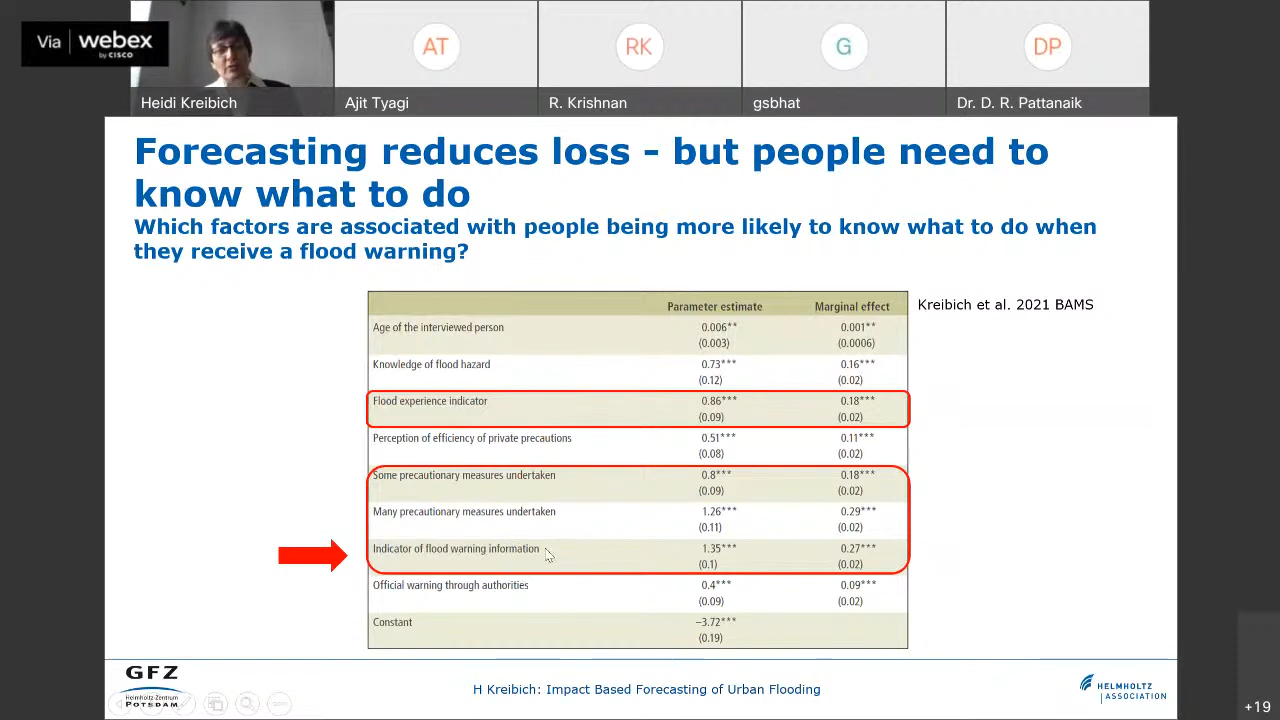 Via webex
by CISCO
AT
RK
G
DP
Heidi Kreibich
Ajit Tyagi
R. Krishnan
gsbhat
Dr. D. R. Pattanaik
Forecasting reduces loss - but people need to
know what to do
Which factors are associated with people being more likely to know what to do when
they receive a flood warning?
Parameter estimate Marginal effect
Kreibich et al. 2021 BAMS
Age of the interviewed person 0.006** 0.001**
(0.003) (0.0006)
Knowledge of flood hazard 0.73*** 0.16***
(0.12) (0.02)
Flood experience indicator 0.86*** 0.18***
(0.09) (0.02)
Perception of efficiency of private precautions 0.51*** 0.11***
(0.08) (0.02)
Some precautionary measures undertaken 0.8*** 0.18***
(0.09) (0.02)
Many precautionary measures undertaken 1.26*** 0.29***
(0.11) (0.02)
Indicator of flood warning information 1.35*** 0.27***
(0.1) (0.02)
Official warning through authorities 0.4*** 0.09***
(0.09) (0.02)
Constant −3.72***
(0.19)
GFZ
Helmholtz-Zentrum
POTSDAM
H Kreibich: Impact Based Forecasting of Urban Flooding
HELMHOLTZ
ASSOCIATION
+19